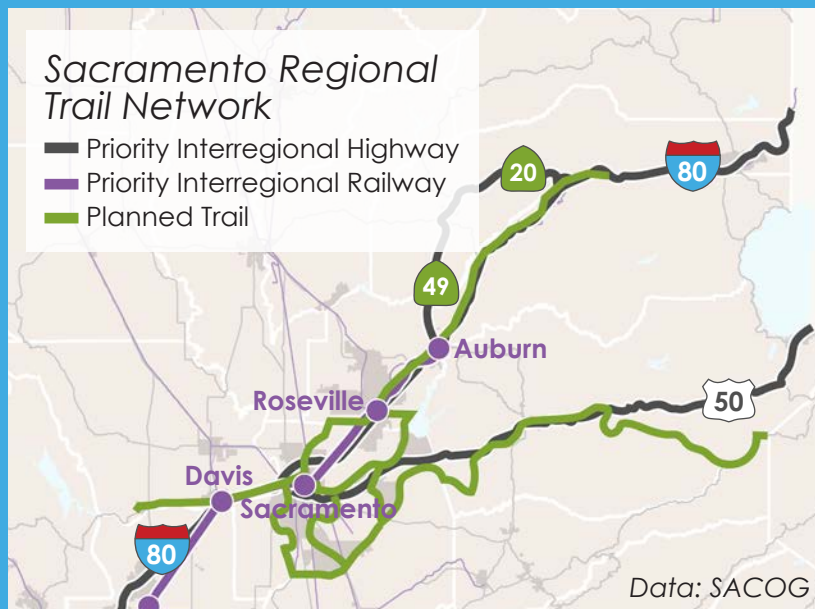 Sacramento Regional
Trail Network
Priority Interregional Highway
Priority Interregional Railway
Planned Trail
20
80
49
Auburn
Roseville
50
Davis
Sacramento
80
Data: SACOG